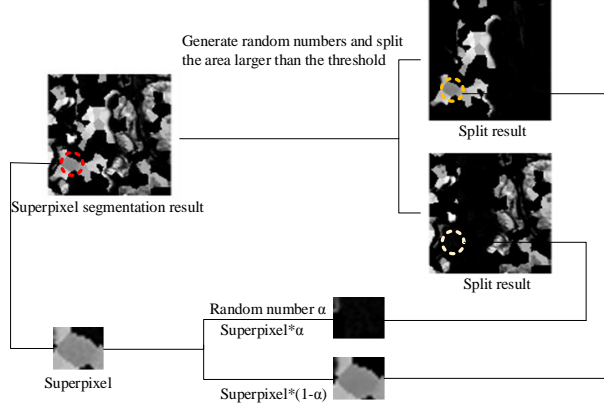 Generate random numbers and split
the area larger than the threshold
Split result
Superpixel segmentation result
Split result
Random number α
Superpixel*α
Superpixel
Superpixel*(1-α)